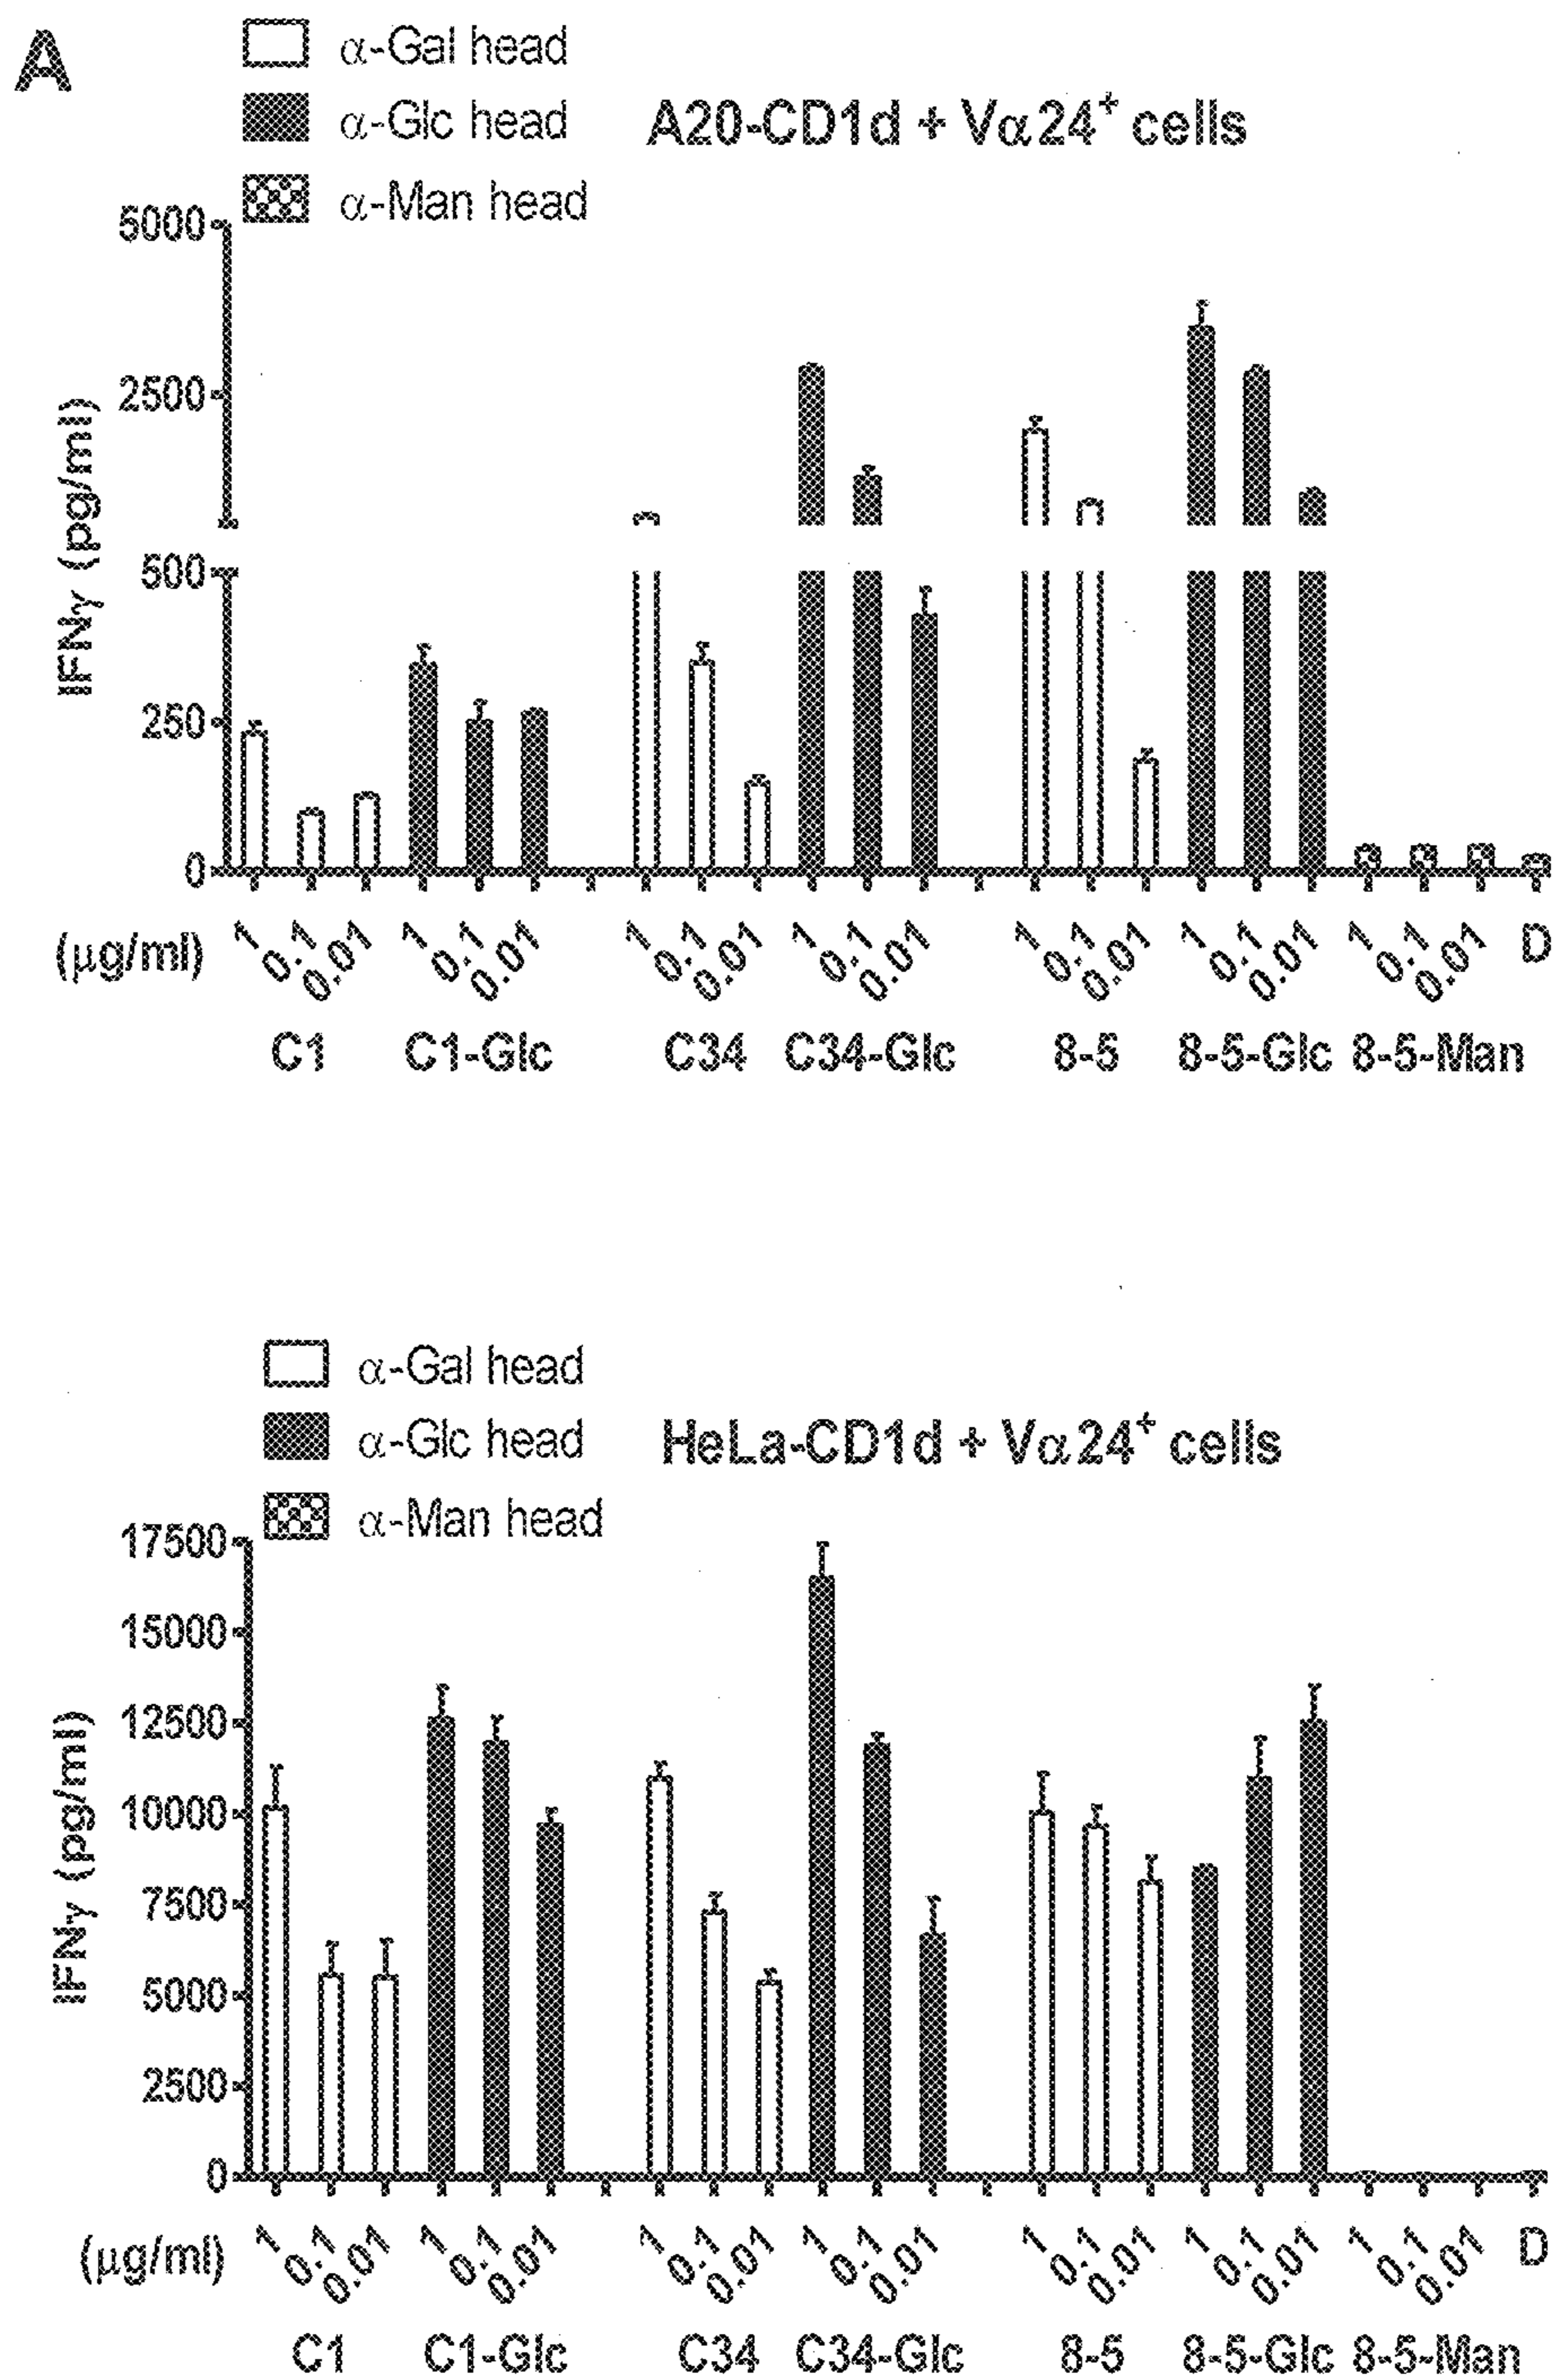 A
α-Gal head
α-Glc head
α-Man head
A20-CD1d + Vα24⁺ cells
IFNγ (pg/ml)
5000
2500
500
250
0
(μg/ml) 1 0.1 0.01 1 0.1 0.01 1 0.1 0.01 1 0.1 0.01 1 0.1 0.01 1 0.1 0.01 1 0.1 0.01 D
C1 C1-Glc C34 C34-Glc 8-5 8-5-Glc 8-5-Man
α-Gal head
α-Glc head
α-Man head
HeLa-CD1d + Vα24⁺ cells
IFNγ (pg/ml)
17500
15000
12500
10000
7500
5000
2500
0
(μg/ml) 1 0.1 0.01 1 0.1 0.01 1 0.1 0.01 1 0.1 0.01 1 0.1 0.01 1 0.1 0.01 1 0.1 0.01 D
C1 C1-Glc C34 C34-Glc 8-5 8-5-Glc 8-5-Man